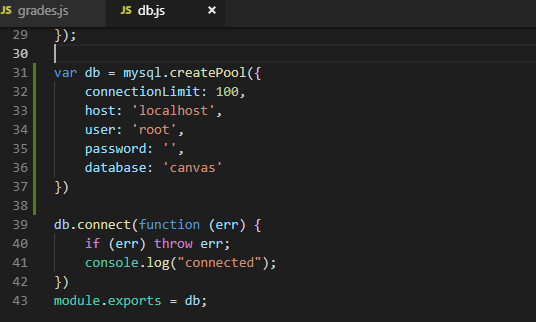 JS grades.js JS db.js ×
29 });
30
31 var db = mysql.createPool({
32     connectionLimit: 100,
33     host: 'localhost',
34     user: 'root',
35     password: '',
36     database: 'canvas'
37 })
38
39 db.connect(function (err) {
40     if (err) throw err;
41     console.log("connected");
42 })
43 module.exports = db;